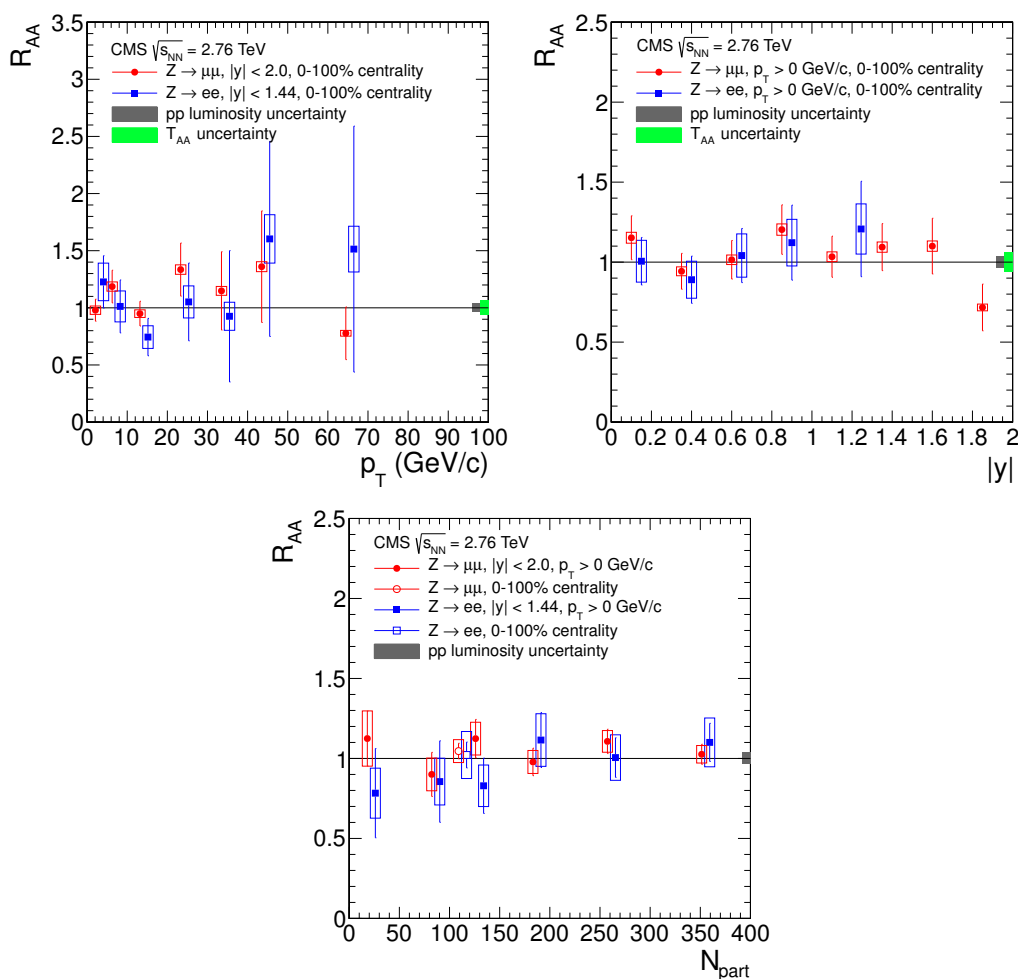 R_AA
3.5
3
2.5
2
1.5
1
0.5
0
CMS √s_NN = 2.76 TeV
Z → μμ, |y| < 2.0, 0-100% centrality
Z → ee, |y| < 1.44, 0-100% centrality
pp luminosity uncertainty
T_AA uncertainty
0 10 20 30 40 50 60 70 80 90 100
p_T (GeV/c)
R_AA
2.5
2
1.5
1
0.5
0
CMS √s_NN = 2.76 TeV
Z → μμ, p_T > 0 GeV/c, 0-100% centrality
Z → ee, p_T > 0 GeV/c, 0-100% centrality
pp luminosity uncertainty
T_AA uncertainty
0 0.2 0.4 0.6 0.8 1 1.2 1.4 1.6 1.8 2
|y|
R_AA
2.5
2
1.5
1
0.5
0
CMS √s_NN = 2.76 TeV
Z → μμ, |y| < 2.0, p_T > 0 GeV/c
Z → μμ, 0-100% centrality
Z → ee, |y| < 1.44, p_T > 0 GeV/c
Z → ee, 0-100% centrality
pp luminosity uncertainty
0 50 100 150 200 250 300 350 400
N_part